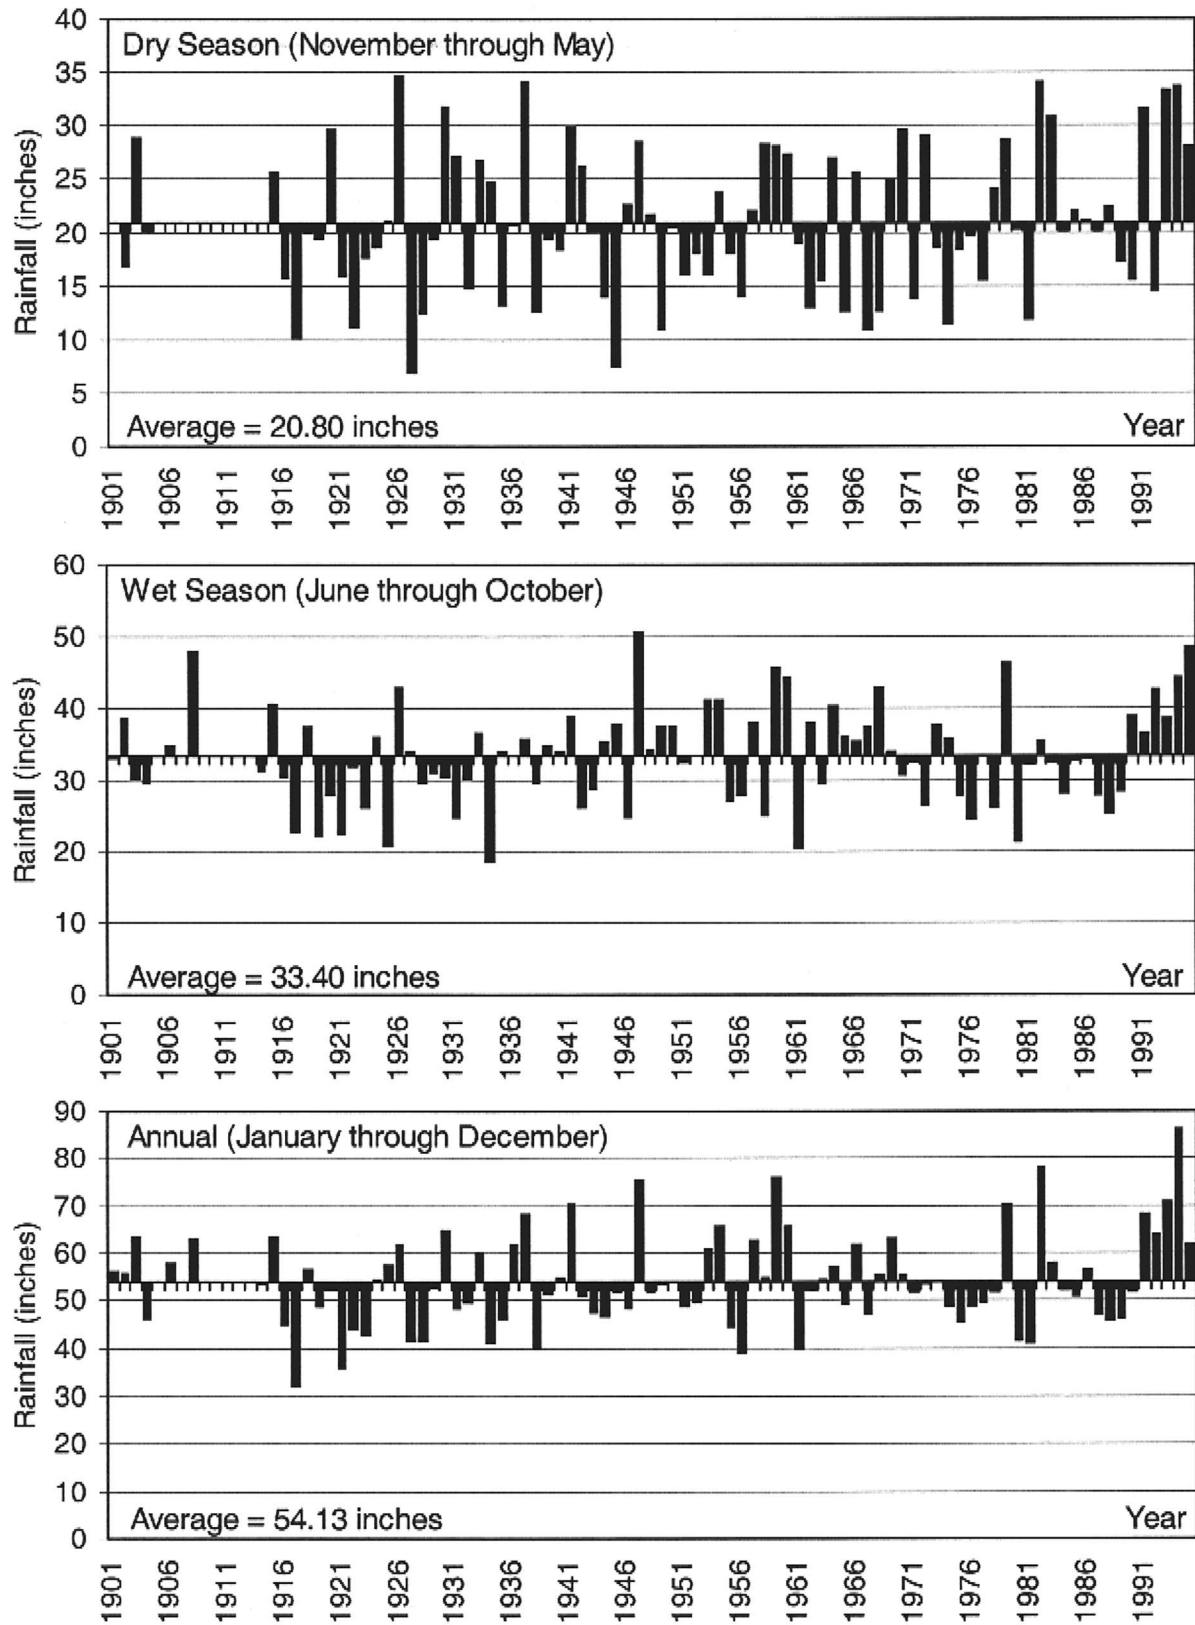 40
Dry Season (November through May)
35
30
25
20
15
10
5
0
Rainfall (inches)
Average = 20.80 inches
Year
1901 1906 1911 1916 1921 1926 1931 1936 1941 1946 1951 1956 1961 1966 1971 1976 1981 1986 1991
60
Wet Season (June through October)
50
40
30
20
10
0
Rainfall (inches)
Average = 33.40 inches
Year
1901 1906 1911 1916 1921 1926 1931 1936 1941 1946 1951 1956 1961 1966 1971 1976 1981 1986 1991
90
Annual (January through December)
80
70
60
50
40
30
20
10
0
Rainfall (inches)
Average = 54.13 inches
Year
1901 1906 1911 1916 1921 1926 1931 1936 1941 1946 1951 1956 1961 1966 1971 1976 1981 1986 1991